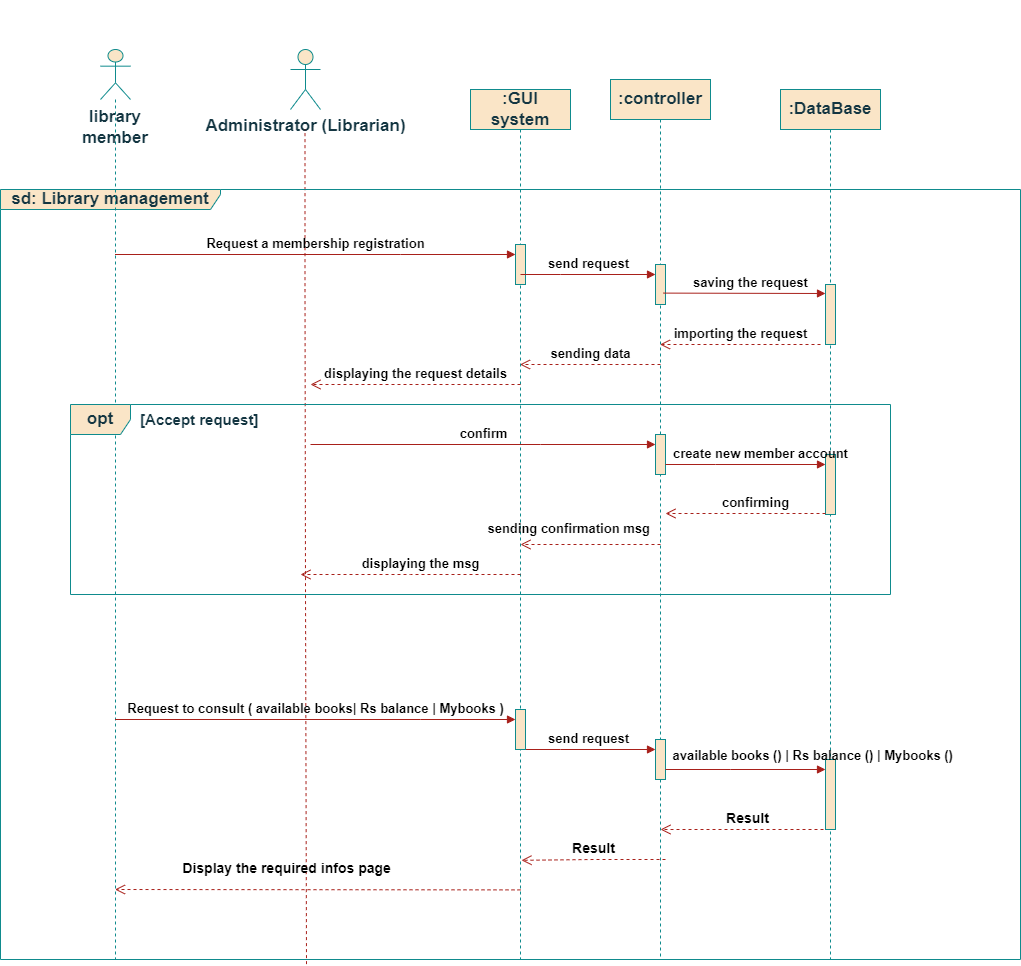 library
member
Administrator (Librarian)
:GUI
system
:controller
:DataBase
sd: Library management
Request a membership registration
send request
saving the request
importing the request
sending data
displaying the request details
opt
[Accept request]
confirm
create new member account
confirming
sending confirmation msg
displaying the msg
Request to consult ( available books| Rs balance | Mybooks )
send request
available books () | Rs balance () | Mybooks ()
Result
Result
Display the required infos page